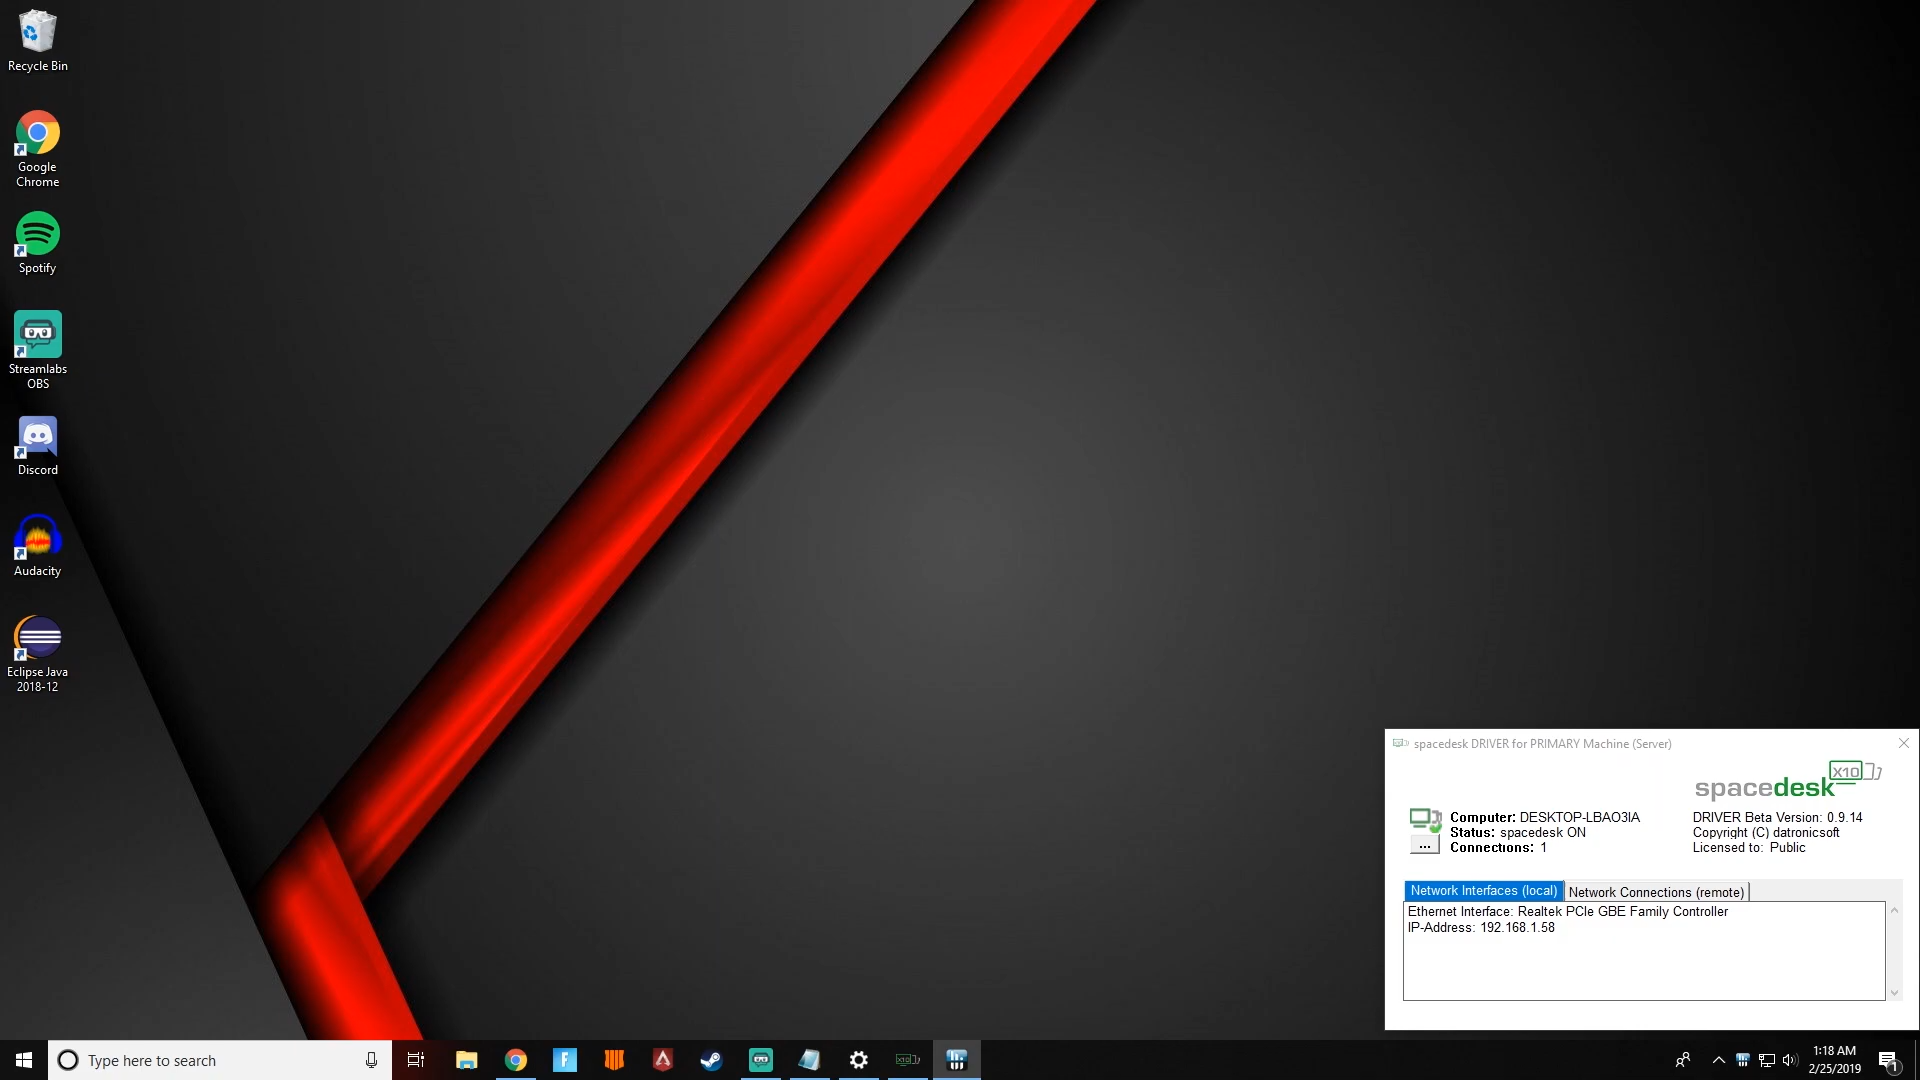 Recycle Bin
Google
Chrome
Spotify
Streamlabs
OBS
Discord
Audacity
Eclipse Java
2018-12
spacedesk DRIVER for PRIMARY Machine (Server)
spacedesk X10
Computer: DESKTOP-LBAO3IA
Status: spacedesk ON
Connections: 1
...
DRIVER Beta Version: 0.9.14
Copyright (C) datronicsoft
Licensed to: Public
Network Interfaces (local)
Network Connections (remote)
Ethernet Interface: Realtek PCIe GBE Family Controller
IP-Address: 192.168.1.58
Type here to search
X10
1:18 AM
2/25/2019
1